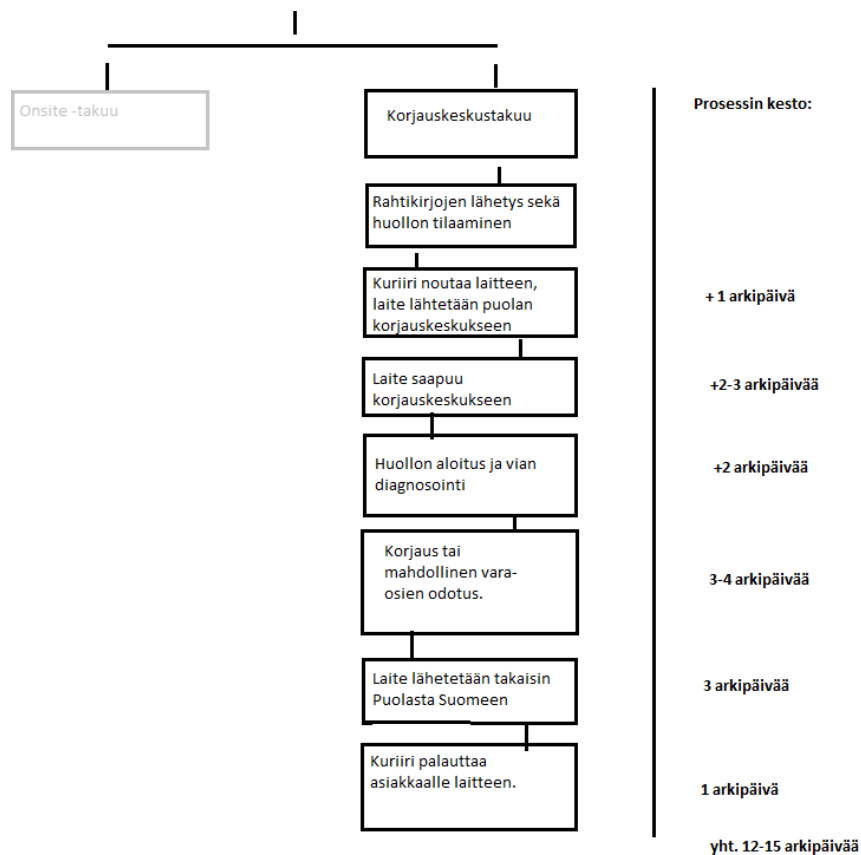 Onsite -takuu
Korjauskeskustakuu
Prosessin kesto:
Rahtikirjojen lähetys sekä
huollon tilaaminen
Kuriiri noutaa laitteen,
laite lähtetään puolan
korjauskeskukseen
+ 1 arkipäivä
Laite saapuu
korjauskeskukseen
+2-3 arkipäivää
Huollon aloitus ja vian
diagnosointi
+2 arkipäivää
Korjaus tai
mahdollinen vara-
osien odotus.
3-4 arkipäivää
Laite lähetetään takaisin
Puolasta Suomeen
3 arkipäivää
Kuriiri palauttaa
asiakkaalle laitteen.
1 arkipäivä
yht. 12-15 arkipäivää